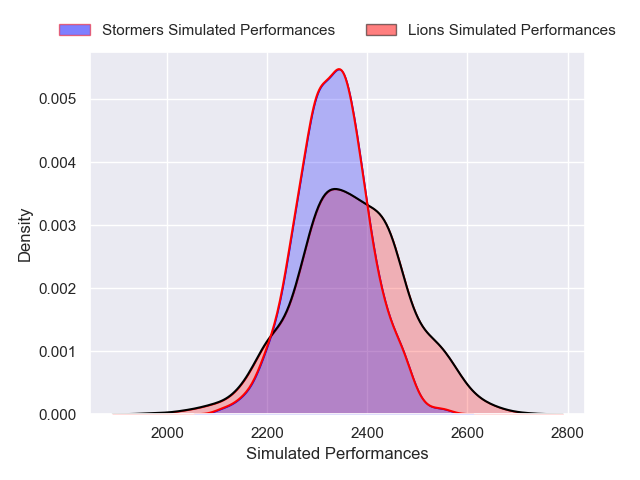 Stormers Simulated Performances Lions Simulated Performances
0.005
0.004
0.003
0.002
0.001
0.000
Density
2000 2200 2400 2600 2800
Simulated Performances